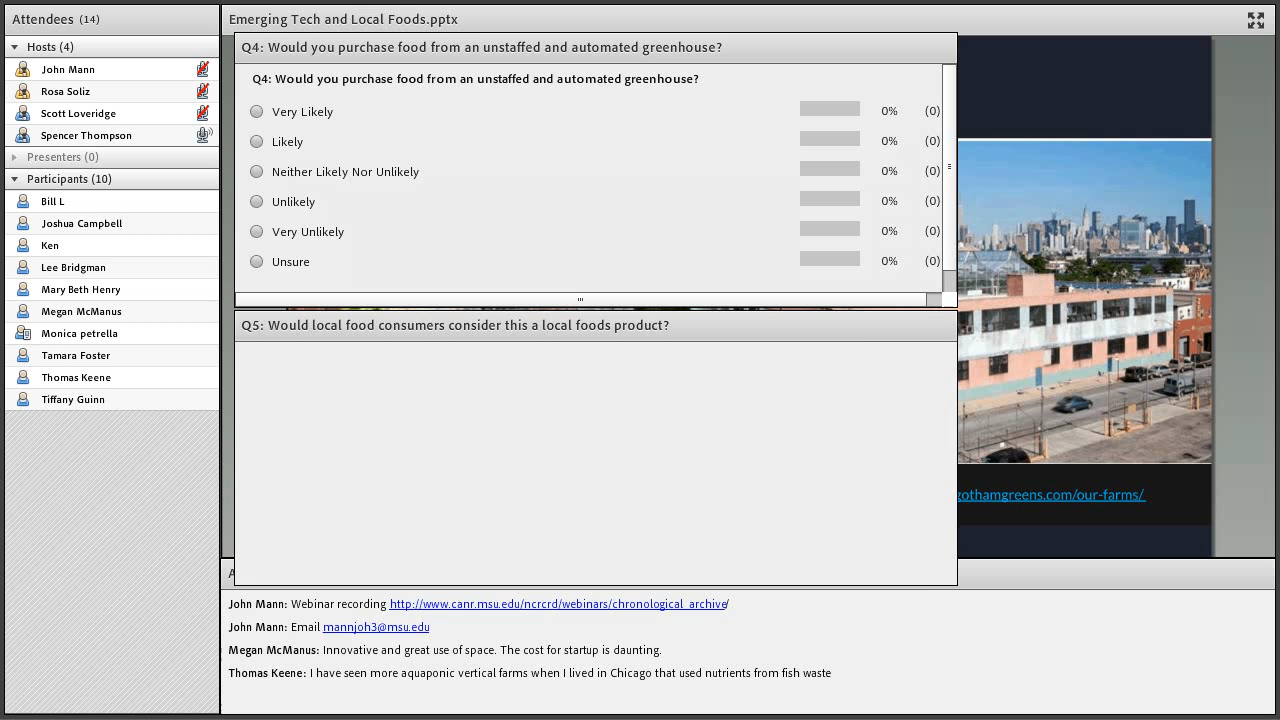 Attendees (14)
Hosts (4)
John Mann
Rosa Soliz
Scott Loveridge
Spencer Thompson
Presenters (0)
Participants (10)
Bill L
Joshua Campbell
Ken
Lee Bridgman
Mary Beth Henry
Megan McManus
Monica petrella
Tamara Foster
Thomas Keene
Tiffany Guinn
Emerging Tech and Local Foods.pptx
Q4: Would you purchase food from an unstaffed and automated greenhouse?
Q4: Would you purchase food from an unstaffed and automated greenhouse?
Very Likely 0% (0)
Likely 0% (0)
Neither Likely Nor Unlikely 0% (0)
Unlikely 0% (0)
Very Unlikely 0% (0)
Unsure 0% (0)
Q5: Would local food consumers consider this a local foods product?
gothamgreens.com/our-farms/
John Mann: Webinar recording http://www.canr.msu.edu/ncrcrd/webinars/chronological_archive/
John Mann: Email mannjoh3@msu.edu
Megan McManus: Innovative and great use of space. The cost for startup is daunting.
Thomas Keene: I have seen more aquaponic vertical farms when I lived in Chicago that used nutrients from fish waste